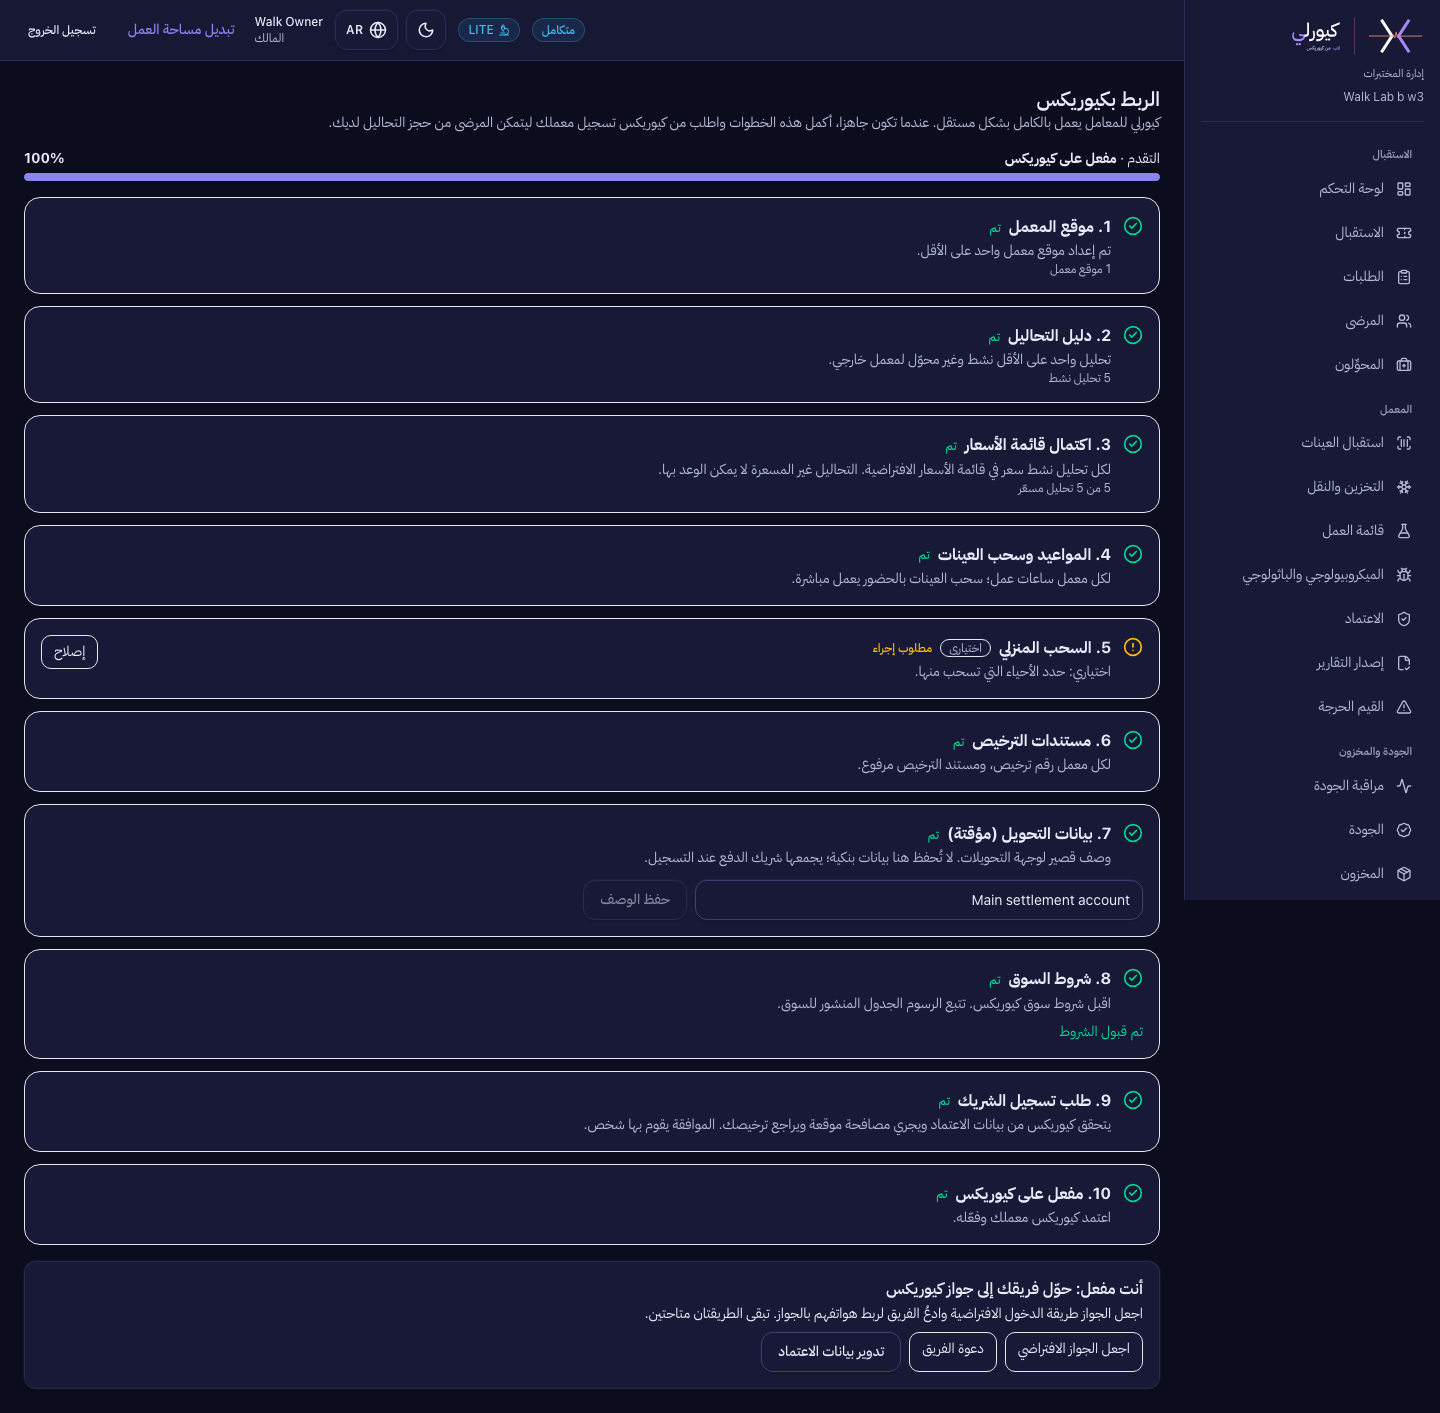 كيورلي
لاب من كيوريكس
إدارة المختبرات
Walk Lab b w3
الاستقبال
لوحة التحكم
الاستقبال
الطلبات
المرضى
المحوّلون
المعمل
استقبال العينات
التخزين والنقل
قائمة العمل
الميكروبيولوجي والباثولوجي
الاعتماد
إصدار التقارير
القيم الحرجة
الجودة والمخزون
مراقبة الجودة
الجودة
المخزون
متكامل
LITE
AR
Walk Owner
المالك
تبديل مساحة العمل
تسجيل الخروج
الربط بكيوريكس
كيورلي للمعامل يعمل بالكامل بشكل مستقل. عندما تكون جاهزا، أكمل هذه الخطوات واطلب من كيوريكس تسجيل معملك ليتمكن المرضى من حجز التحاليل لديك.
التقدم · مفعل على كيوريكس
100%
1. موقع المعمل تم
تم إعداد موقع معمل واحد على الأقل.
1 موقع معمل
2. دليل التحاليل تم
تحليل واحد على الأقل نشط وغير محوّل لمعمل خارجي.
5 تحليل نشط
3. اكتمال قائمة الأسعار تم
لكل تحليل نشط سعر في قائمة الأسعار الافتراضية. التحاليل غير المسعرة لا يمكن الوعد بها.
5 من 5 تحليل مسعّر
4. المواعيد وسحب العينات تم
لكل معمل ساعات عمل؛ سحب العينات بالحضور يعمل مباشرة.
5. السحب المنزلي اختياري مطلوب إجراء
اختياري: حدد الأحياء التي تسحب منها.
إصلاح
6. مستندات الترخيص تم
لكل معمل رقم ترخيص، ومستند الترخيص مرفوع.
7. بيانات التحويل (مؤقتة) تم
وصف قصير لوجهة التحويلات. لا تُحفظ هنا بيانات بنكية؛ يجمعها شريك الدفع عند التسجيل.
Main settlement account
حفظ الوصف
8. شروط السوق تم
اقبل شروط سوق كيوريكس. تتبع الرسوم الجدول المنشور للسوق.
تم قبول الشروط
9. طلب تسجيل الشريك تم
يتحقق كيوريكس من بيانات الاعتماد ويجري مصافحة موقعة ويراجع ترخيصك. الموافقة يقوم بها شخص.
10. مفعل على كيوريكس تم
اعتمد كيوريكس معملك وفعّله.
أنت مفعل: حوّل فريقك إلى جواز كيوريكس
اجعل الجواز طريقة الدخول الافتراضية وادعُ الفريق لربط هواتفهم بالجواز. تبقى الطريقتان متاحتين.
اجعل الجواز الافتراضي
دعوة الفريق
تدوير بيانات الاعتماد